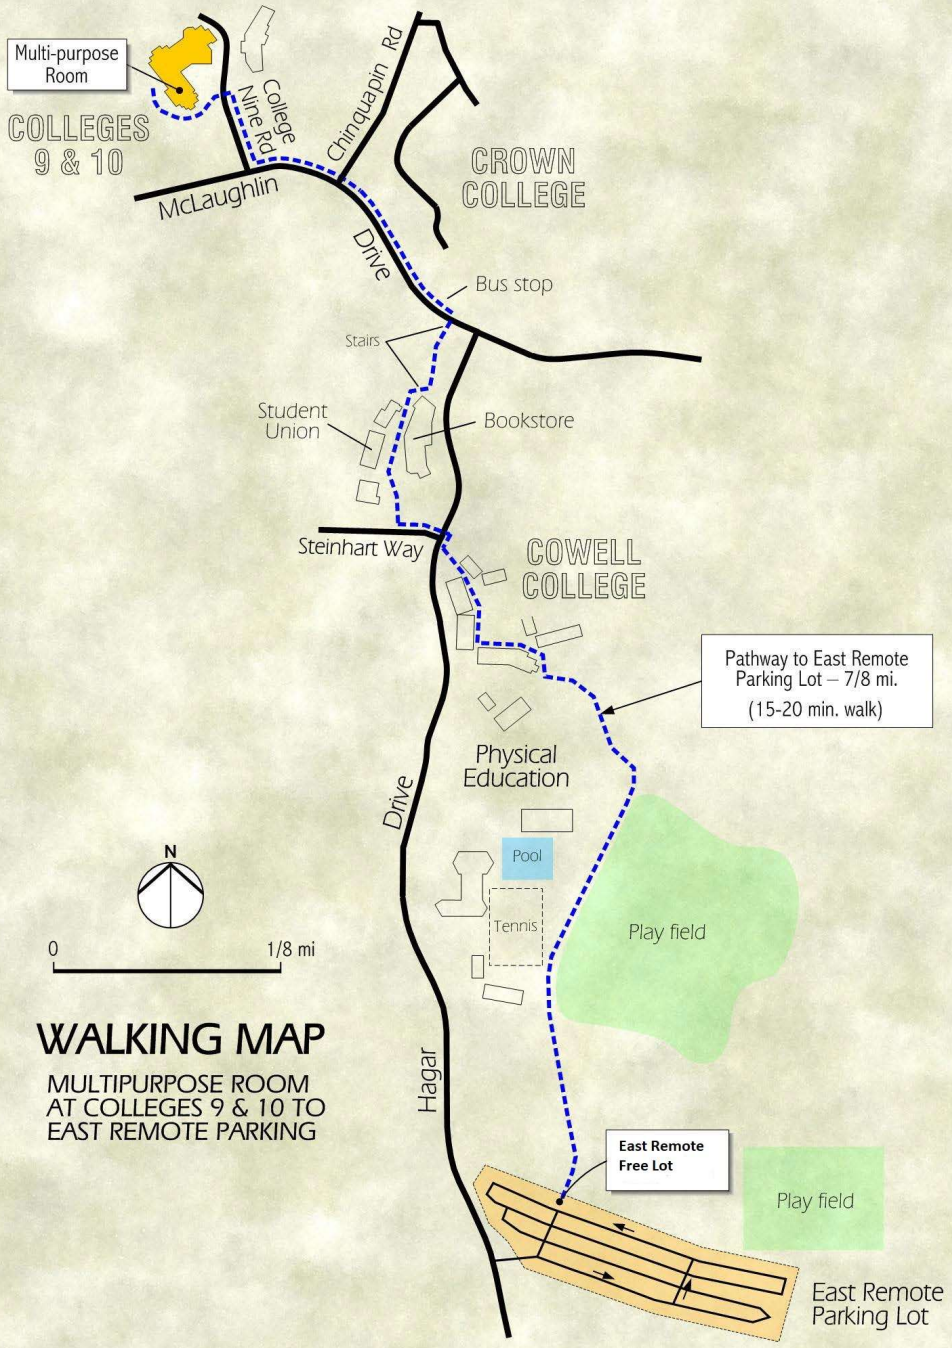 Multi-purpose
Room
COLLEGES
9 & 10
College
Nine Rd
Chinquapin Rd
CROWN
COLLEGE
McLaughlin
Drive
Bus stop
Stairs
Student
Union
Bookstore
Steinhart Way
COWELL
COLLEGE
Pathway to East Remote
Parking Lot – 7/8 mi.
(15-20 min. walk)
Physical
Education
Drive
Pool
N
Tennis
Play field
0 1/8 mi
WALKING MAP
MULTIPURPOSE ROOM
AT COLLEGES 9 & 10 TO
EAST REMOTE PARKING
Hagar
East Remote
Free Lot
Play field
East Remote
Parking Lot